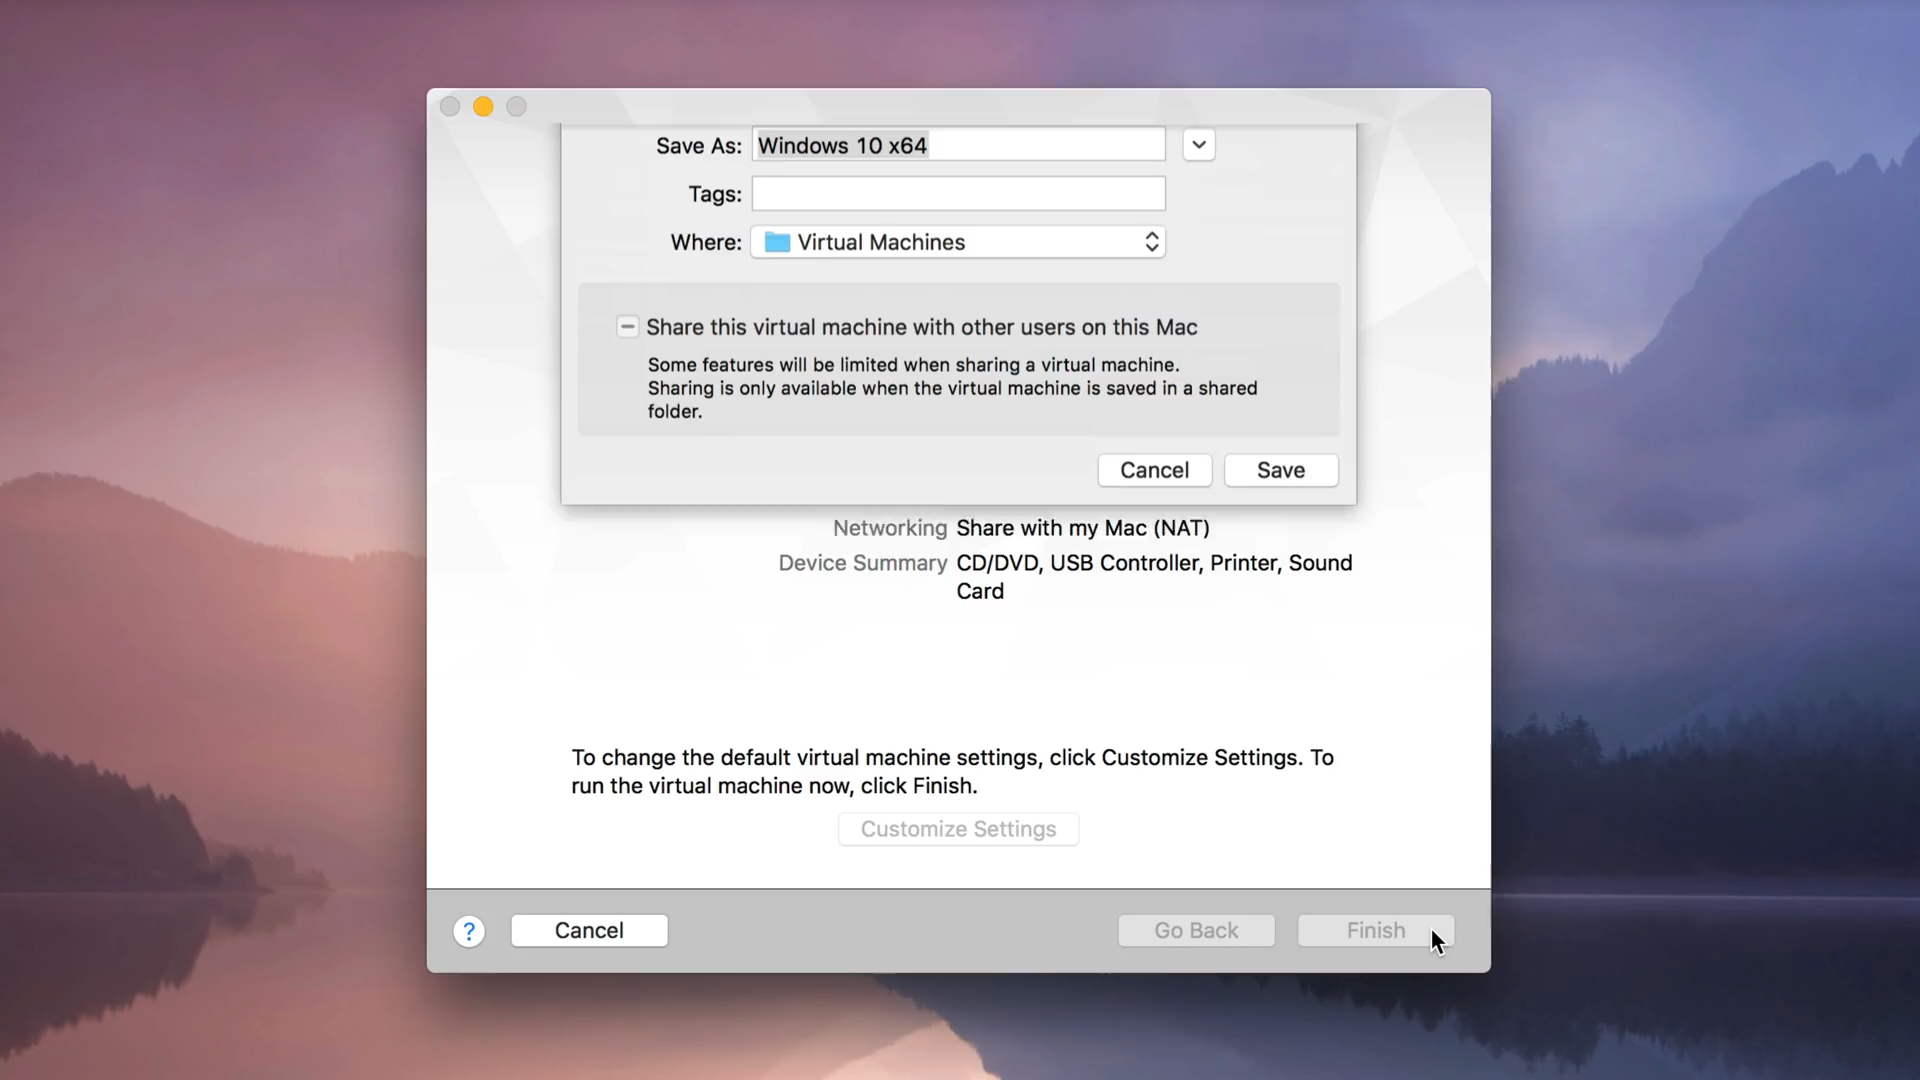 Save As: Windows 10 x64
Tags:
Where: Virtual Machines
Share this virtual machine with other users on this Mac
Some features will be limited when sharing a virtual machine.
Sharing is only available when the virtual machine is saved in a shared
folder.
Cancel Save
Networking Share with my Mac (NAT)
Device Summary CD/DVD, USB Controller, Printer, Sound
Card
To change the default virtual machine settings, click Customize Settings. To
run the virtual machine now, click Finish.
Customize Settings
? Cancel Go Back Finish